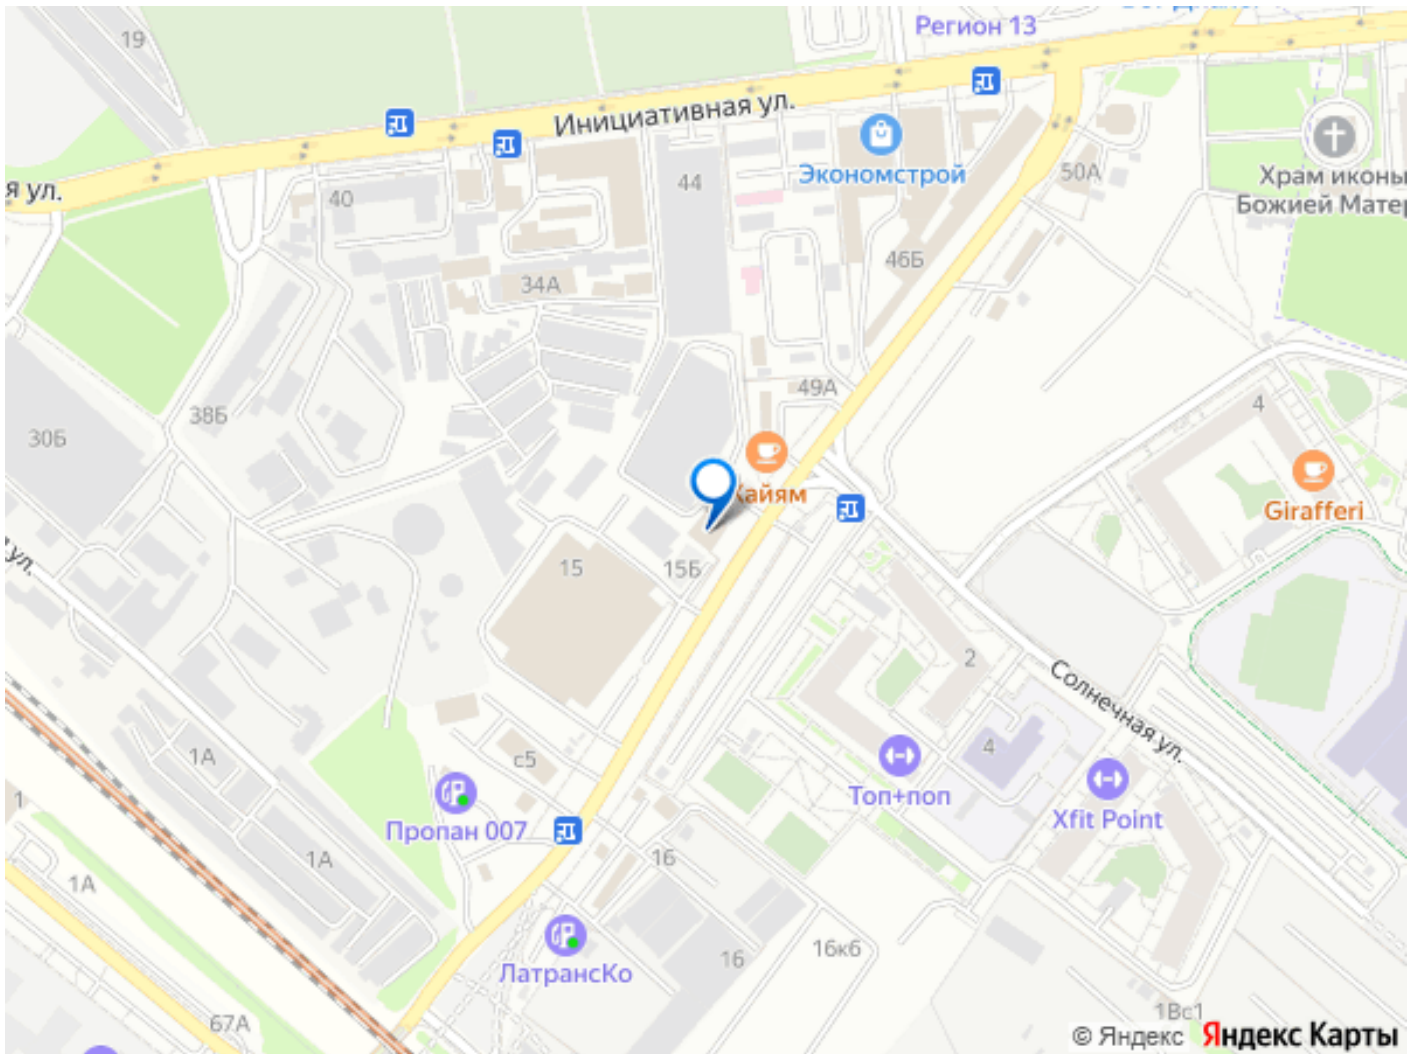 Регион 13
19
Инициативная ул.
я ул.
44
Экономстрой
50А
Храм иконы
Божией Матер
40
46Б
34А
49А
38Б
30Б
4
Хайям
Girafferi
ул.
15
15Б
2
Солнечная ул.
4
с5
1А
Топ+поп
Xfit Point
1
Пропан 007
1А
16
1А
16к6
16
ЛатрансКо
1Вс1
67А
© Яндекс Яндекс Карты